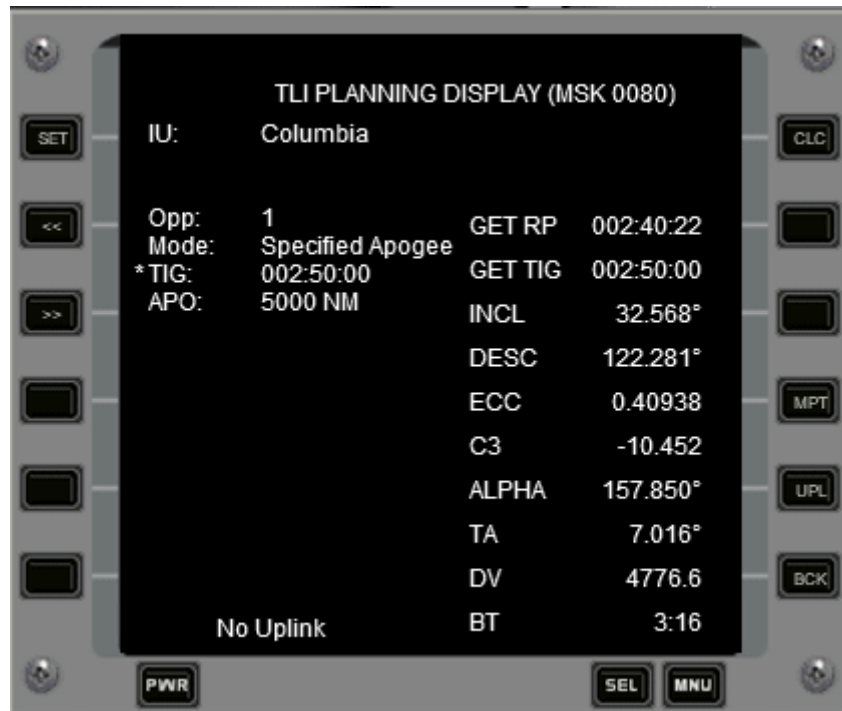 TLI PLANNING DISPLAY (MSK 0080)
SET
IU: Columbia
CLC
<<
Opp: 1
Mode: Specified Apogee
*TIG: 002:50:00
APO: 5000 NM
>>
GET RP 002:40:22
GET TIG 002:50:00
INCL 32.568°
DESC 122.281°
ECC 0.40938
MPT
C3 -10.452
ALPHA 157.850°
UPL
TA 7.016°
DV 4776.6
BCK
BT 3:16
No Uplink
PWR
SEL
MNU